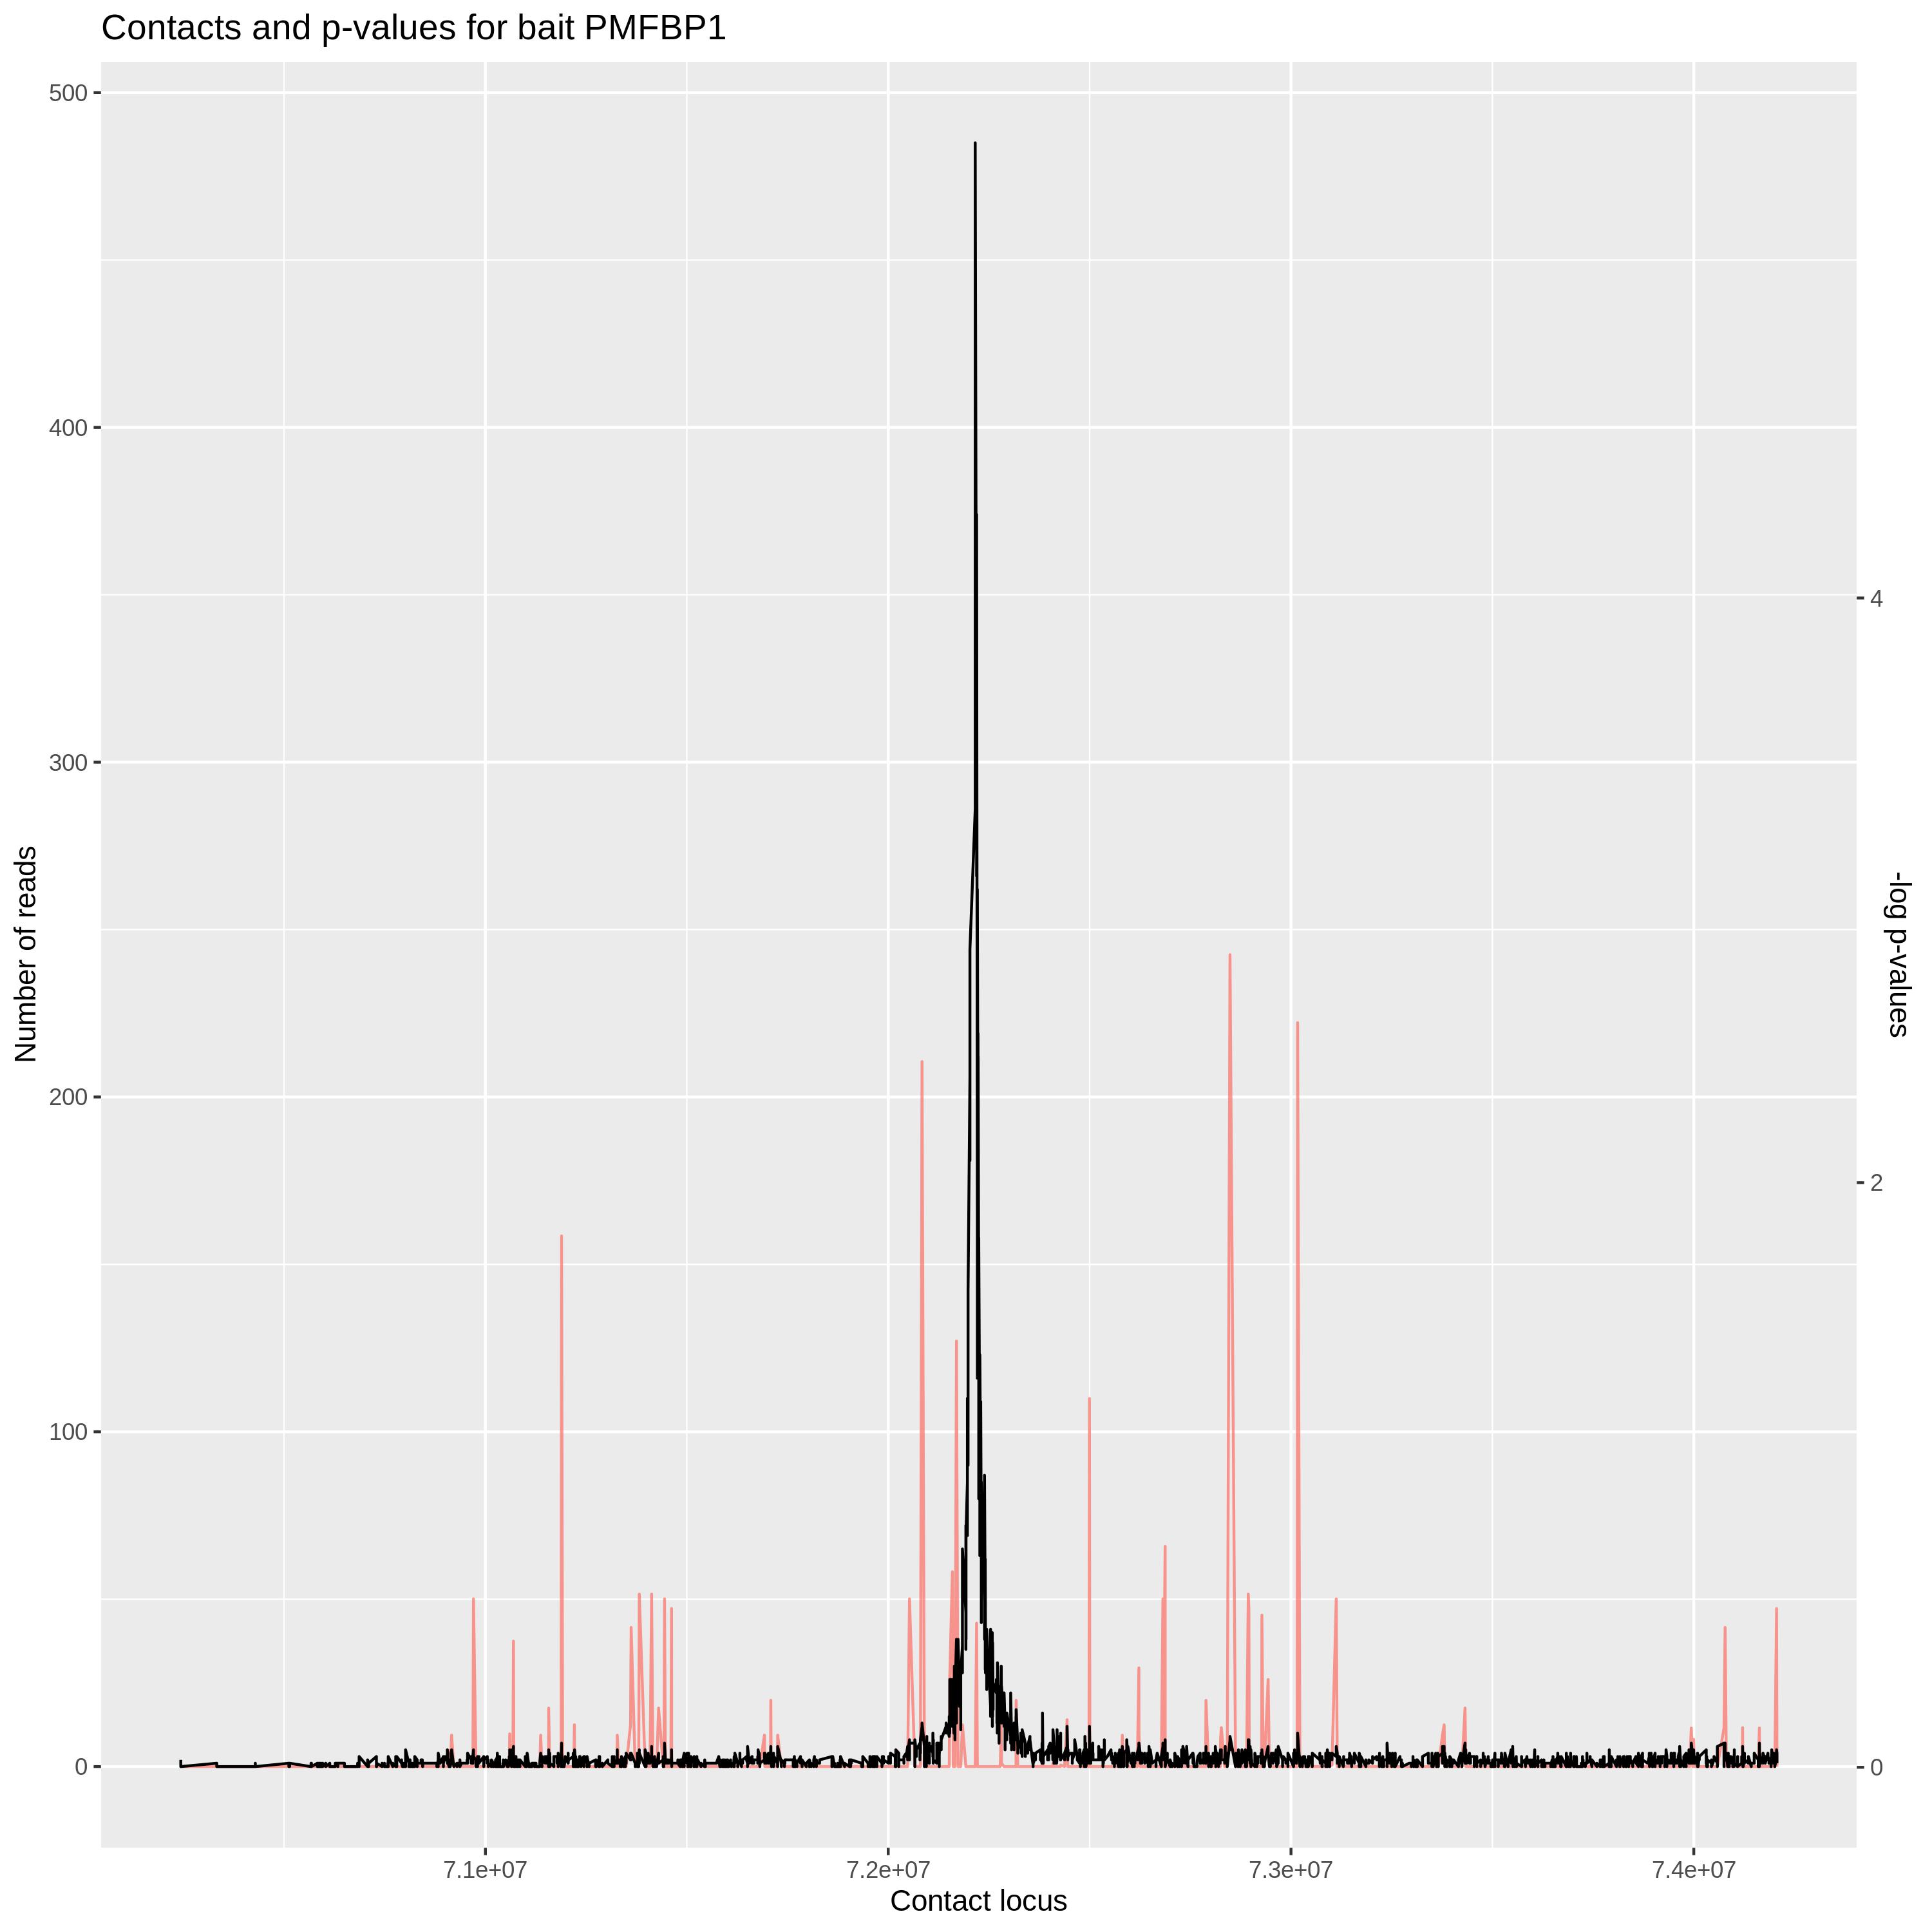 Contacts and p-values for bait PMFBP1
500
400
300
200
100
0
Number of reads
4
2
0
-log p-values
7.1e+07
7.2e+07
7.3e+07
7.4e+07
Contact locus